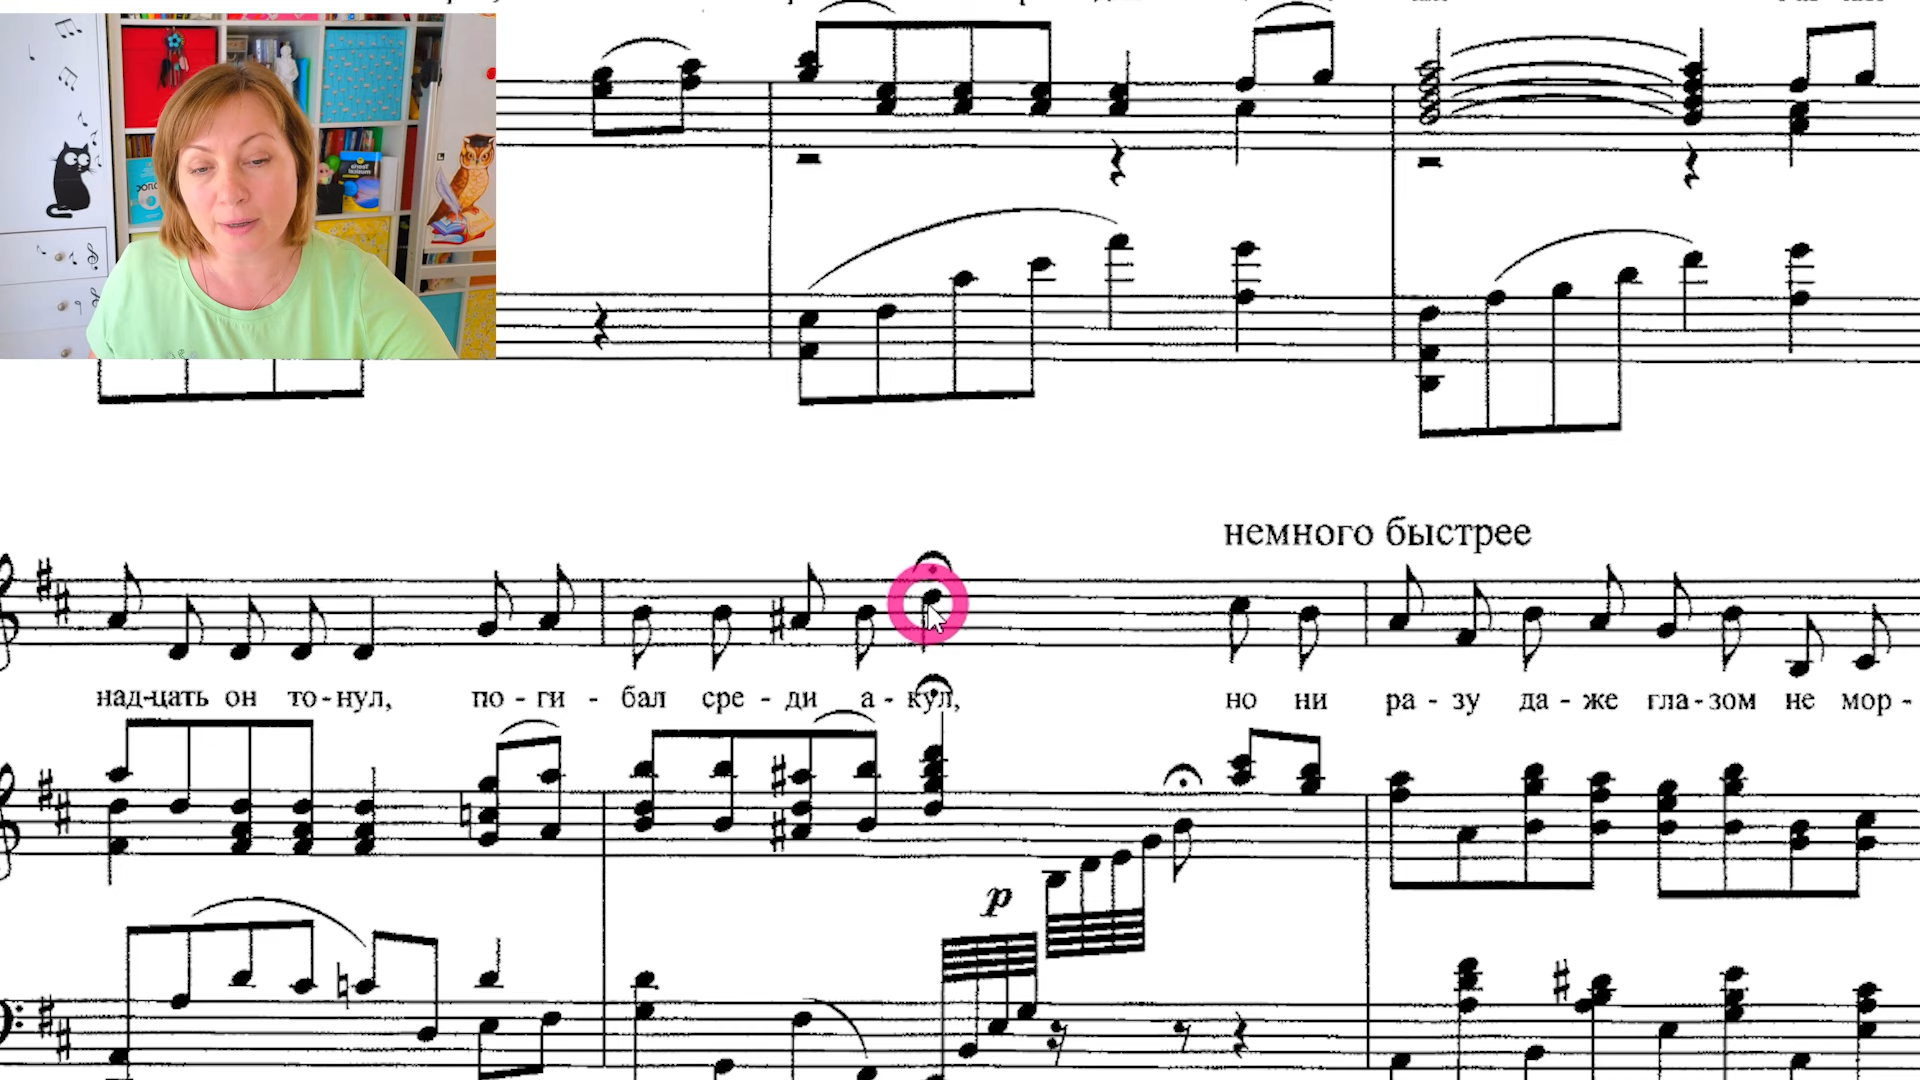 немного быстрее
над-цать он то-нул, по-ги-бал сре-ди а-кул, но ни ра-зу да-же гла-зом не мор-
p